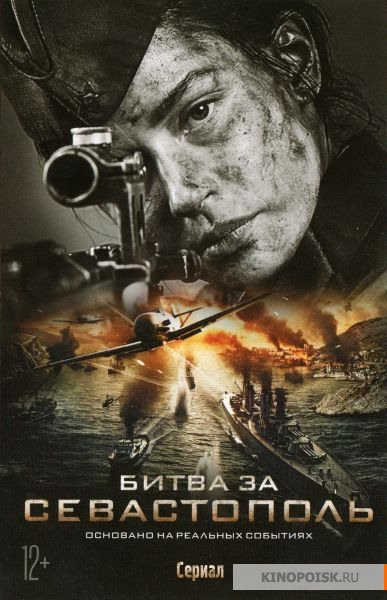 БИТВА ЗА
СЕВАСТОПОЛЬ
ОСНОВАНО НА РЕАЛЬНЫХ СОБЫТИЯХ
12+
Сериал
KINOPOISK.RU